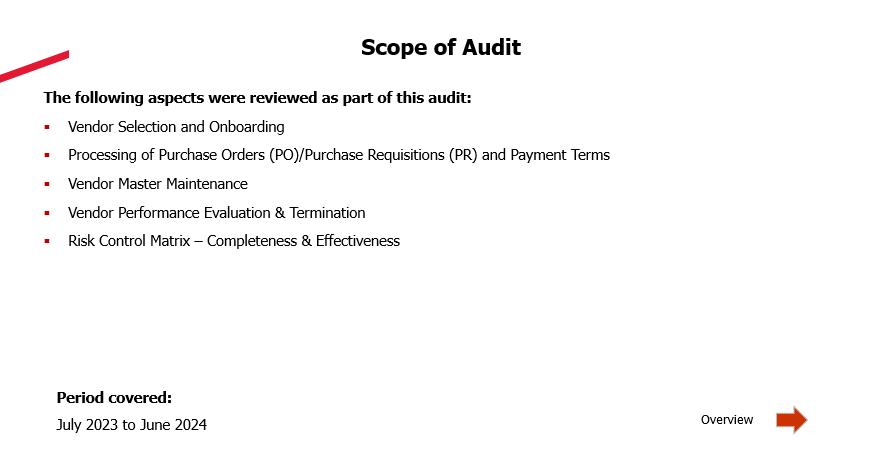 Scope of Audit
The following aspects were reviewed as part of this audit:
▪ Vendor Selection and Onboarding
▪ Processing of Purchase Orders (PO)/Purchase Requisitions (PR) and Payment Terms
▪ Vendor Master Maintenance
▪ Vendor Performance Evaluation & Termination
▪ Risk Control Matrix – Completeness & Effectiveness
Period covered:
July 2023 to June 2024
Overview